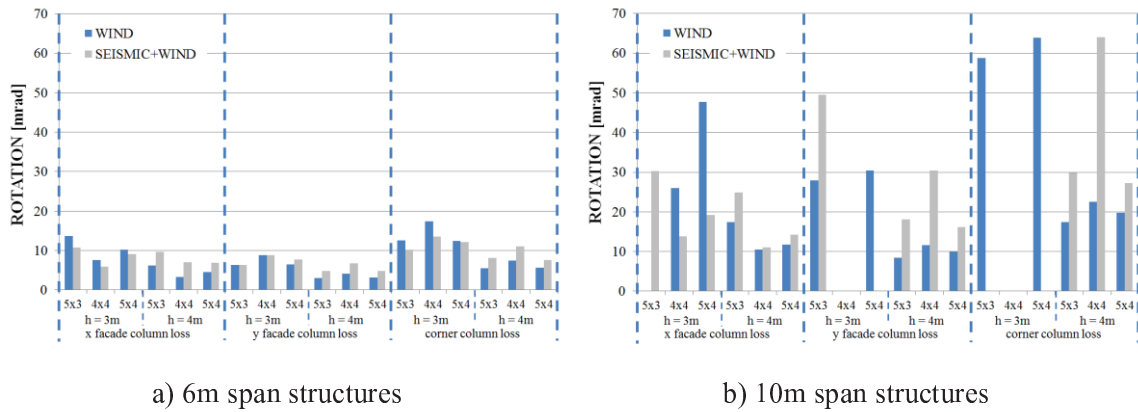 70
60
50
40
30
20
10
0
ROTATION [mrad]
WIND
SEISMIC+WIND
5x3 4x4 5x4 5x3 4x4 5x4 5x3 4x4 5x4 5x3 4x4 5x4 5x3 4x4 5x4 5x3 4x4 5x4
h = 3m h = 4m h = 3m h = 4m h = 3m h = 4m
x facade column loss y facade column loss corner column loss
a) 6m span structures
70
60
50
40
30
20
10
0
ROTATION [mrad]
WIND
SEISMIC+WIND
5x3 4x4 5x4 5x3 4x4 5x4 5x3 4x4 5x4 5x3 4x4 5x4 5x3 4x4 5x4 5x3 4x4 5x4
h = 3m h = 4m h = 3m h = 4m h = 3m h = 4m
x facade column loss y facade column loss corner column loss
b) 10m span structures